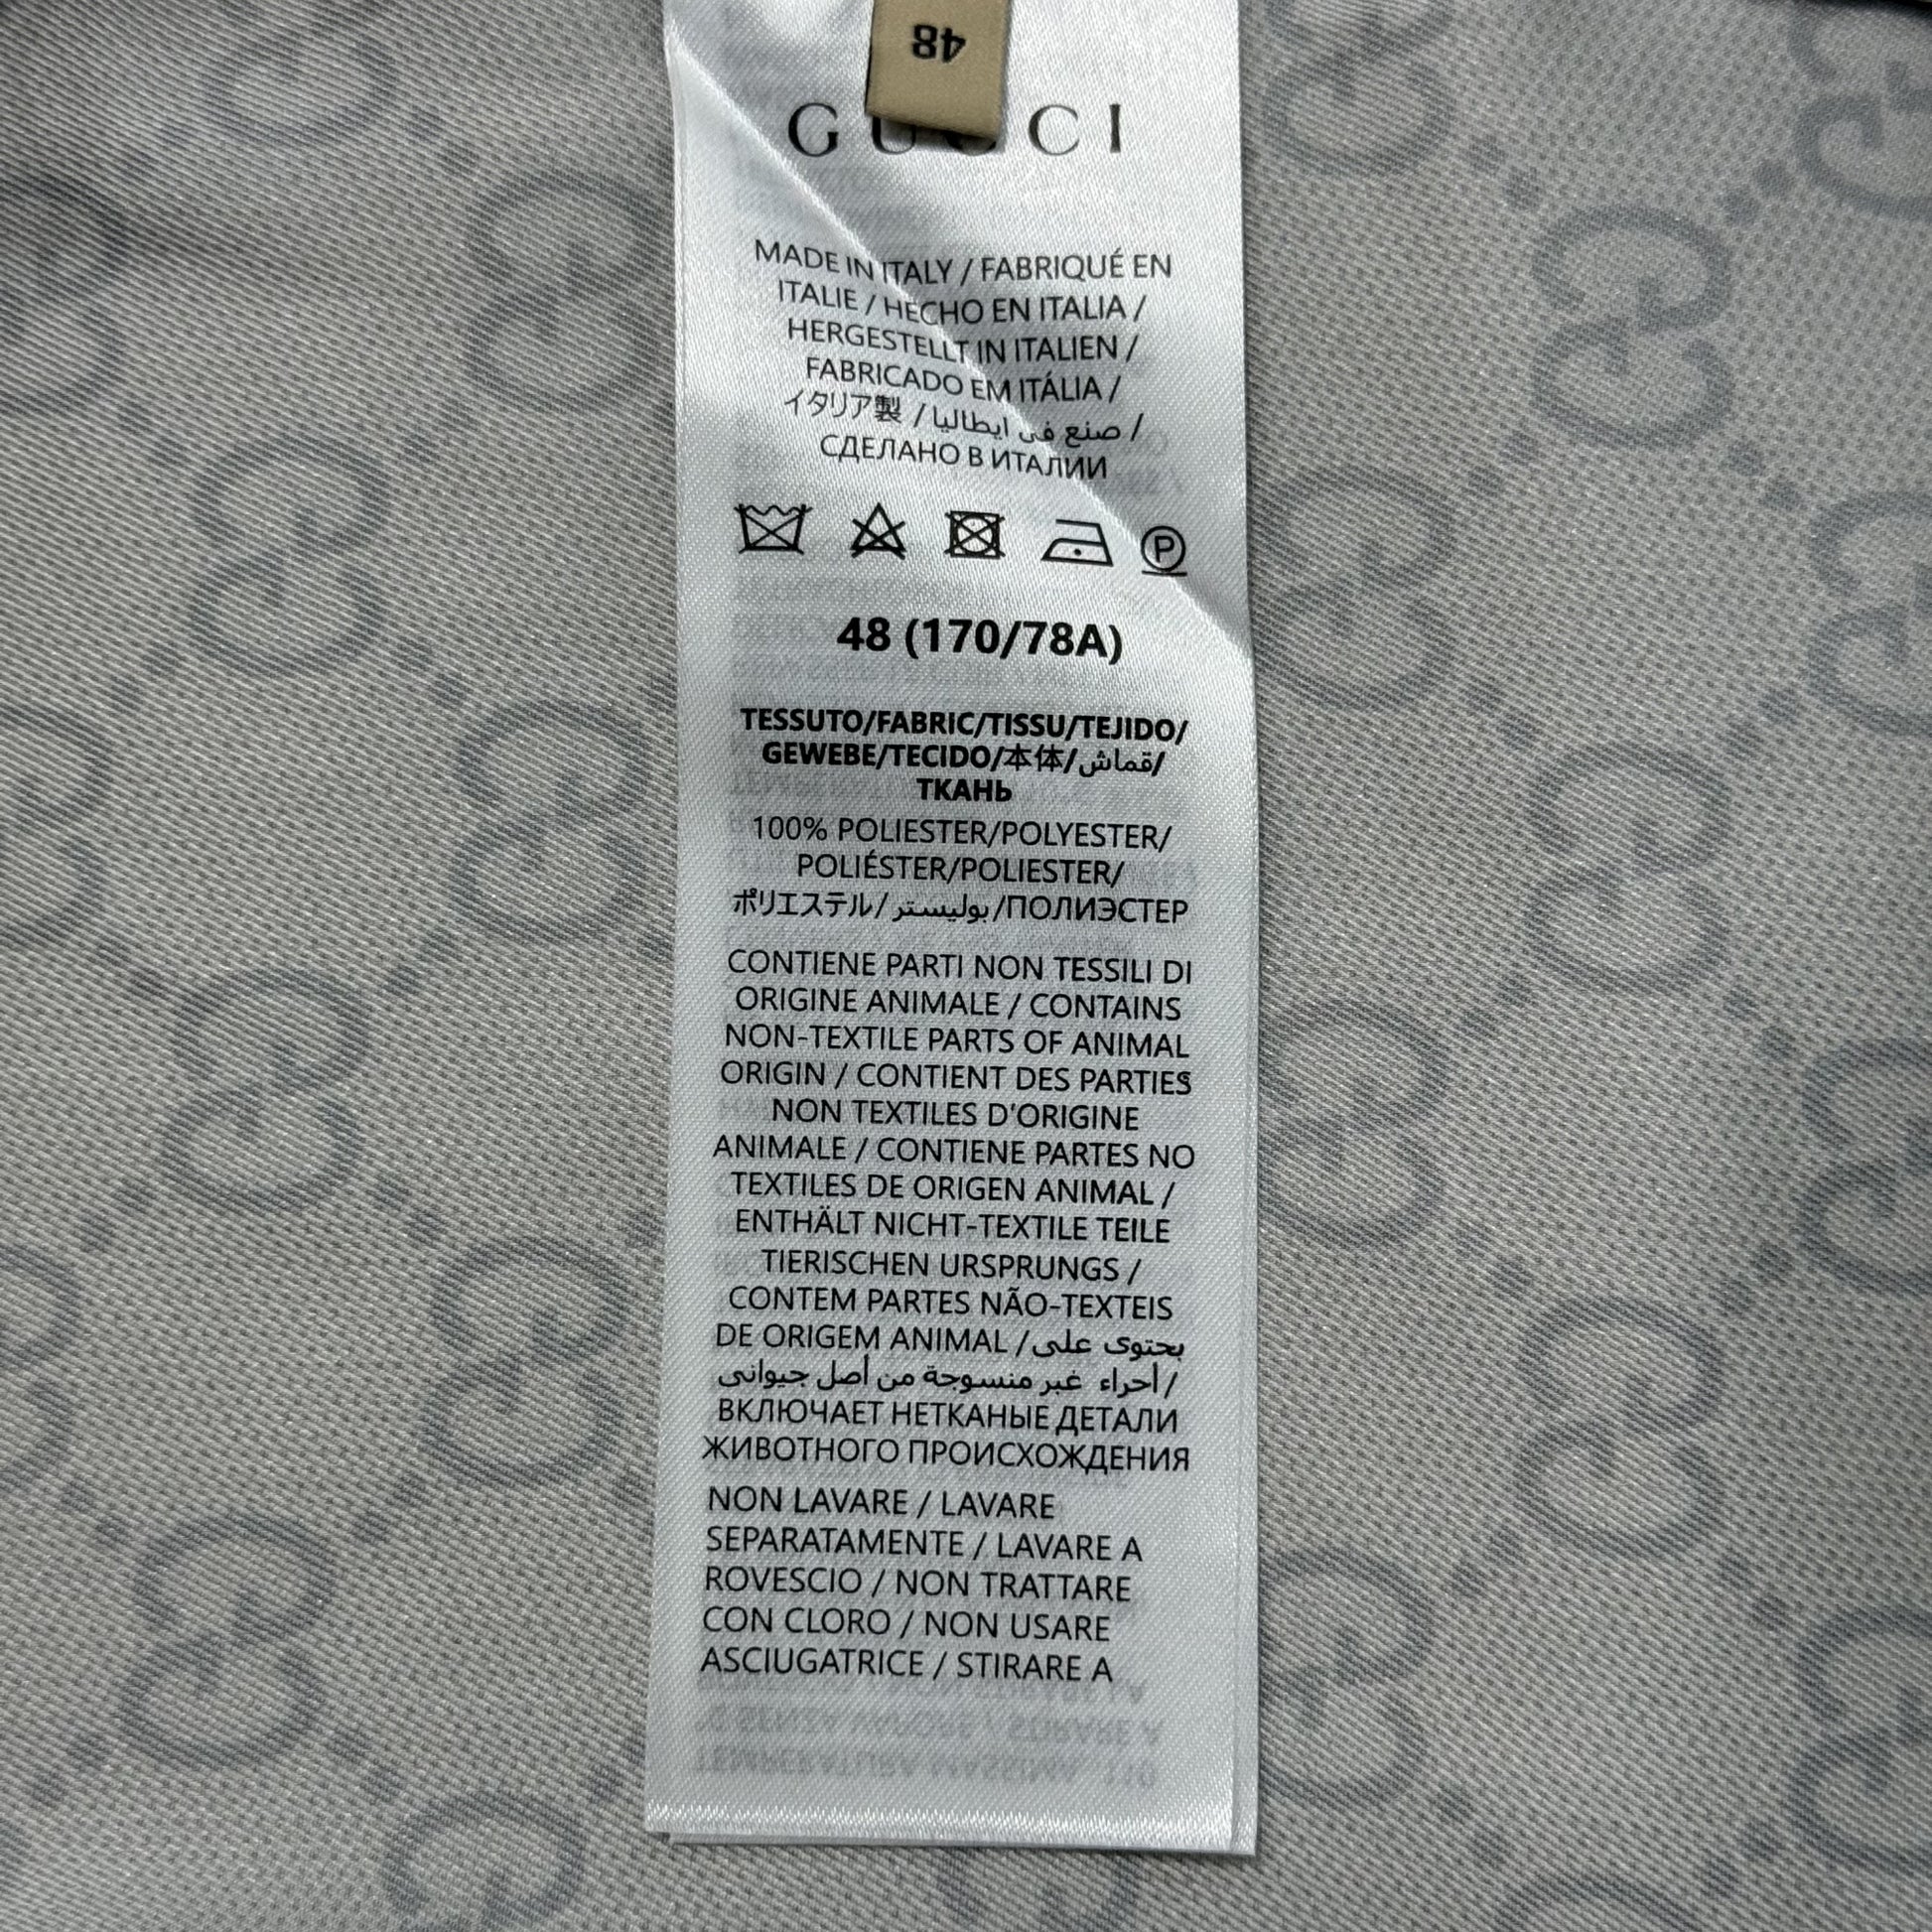 48
GUCCI
MADE IN ITALY / FABRIQUÉ EN
ITALIE / HECHO EN ITALIA /
HERGESTELLT IN ITALIEN /
FABRICADO EM ITÁLIA /
イタリア製 / صنع فى ايطاليا /
СДЕЛАНО В ИТАЛИИ
P
48 (170/78A)
TESSUTO/FABRIC/TISSU/TEJIDO/
GEWEBE/TECIDO/本体/قماش/
ТКАНЬ
100% POLIESTER/POLYESTER/
POLIÉSTER/POLIESTER/
ポリエステル/بوليستر/ПОЛИЭСТЕР
CONTIENE PARTI NON TESSILI DI
ORIGINE ANIMALE / CONTAINS
NON-TEXTILE PARTS OF ANIMAL
ORIGIN / CONTIENT DES PARTIES
NON TEXTILES D'ORIGINE
ANIMALE / CONTIENE PARTES NO
TEXTILES DE ORIGEN ANIMAL /
ENTHÄLT NICHT-TEXTILE TEILE
TIERISCHEN URSPRUNGS /
CONTEM PARTES NÃO-TEXTEIS
DE ORIGEM ANIMAL / يحتوى على
أحراء غير منسوجة من أصل حيوانى /
ВКЛЮЧАЕТ НЕТКАНЫЕ ДЕТАЛИ
ЖИВОТНОГО ПРОИСХОЖДЕНИЯ
NON LAVARE / LAVARE
SEPARATAMENTE / LAVARE A
ROVESCIO / NON TRATTARE
CON CLORO / NON USARE
ASCIUGATRICE / STIRARE A